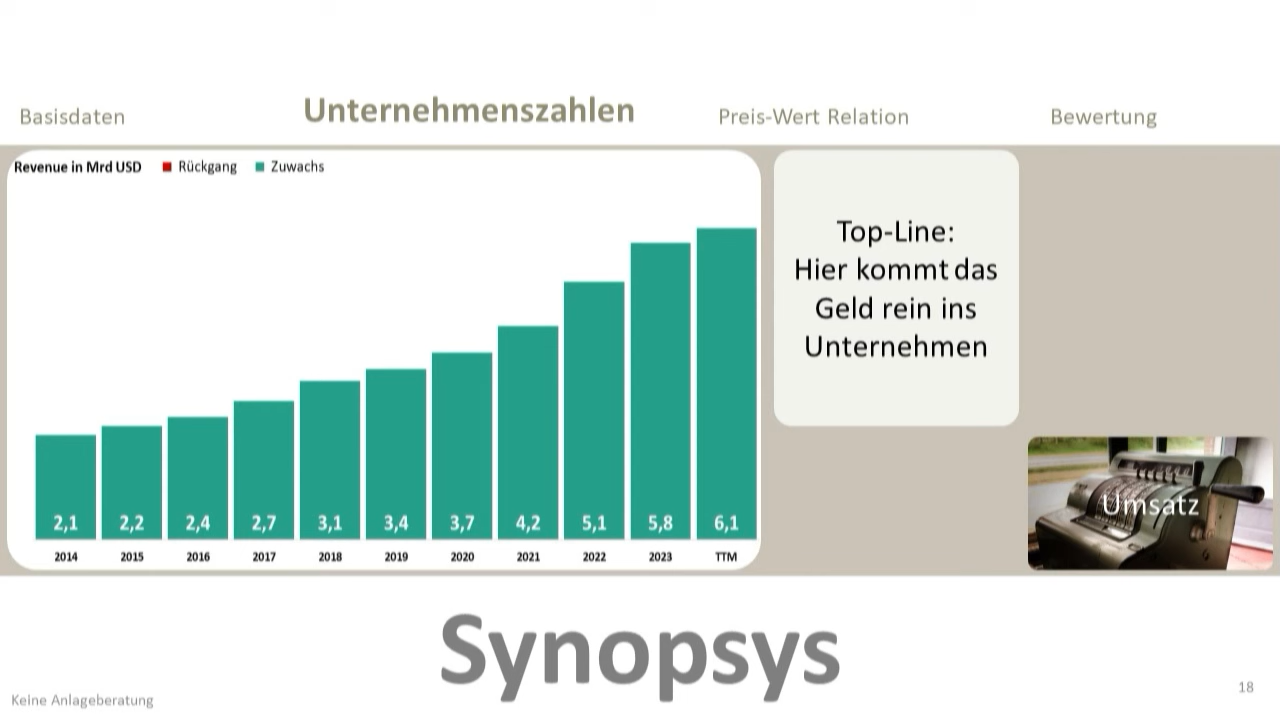 Basisdaten
Unternehmenszahlen
Preis-Wert Relation
Bewertung
Revenue in Mrd USD
Rückgang
Zuwachs
2,1
2,2
2,4
2,7
3,1
3,4
3,7
4,2
5,1
5,8
6,1
2014
2015
2016
2017
2018
2019
2020
2021
2022
2023
TTM
Top-Line:
Hier kommt das
Geld rein ins
Unternehmen
Umsatz
Synopsys
Keine Anlageberatung
18